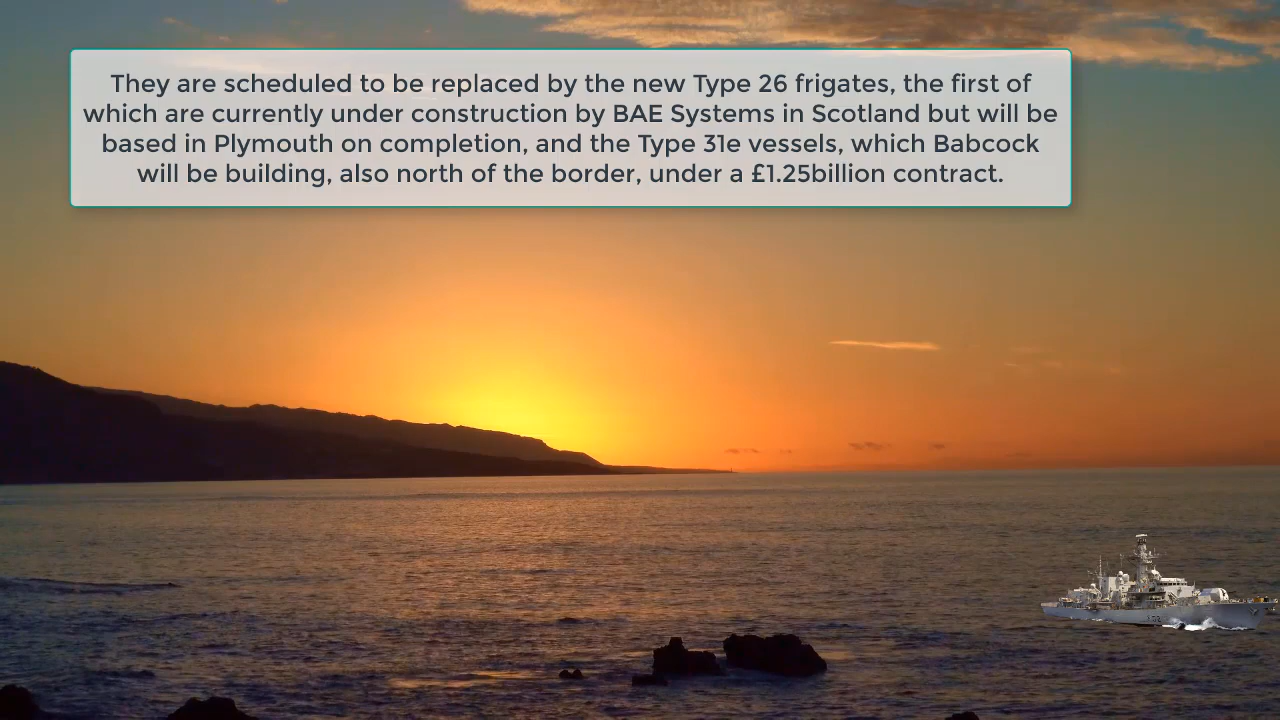 They are scheduled to be replaced by the new Type 26 frigates, the first of
which are currently under construction by BAE Systems in Scotland but will be
based in Plymouth on completion, and the Type 31e vessels, which Babcock
will be building, also north of the border, under a £1.25billion contract.